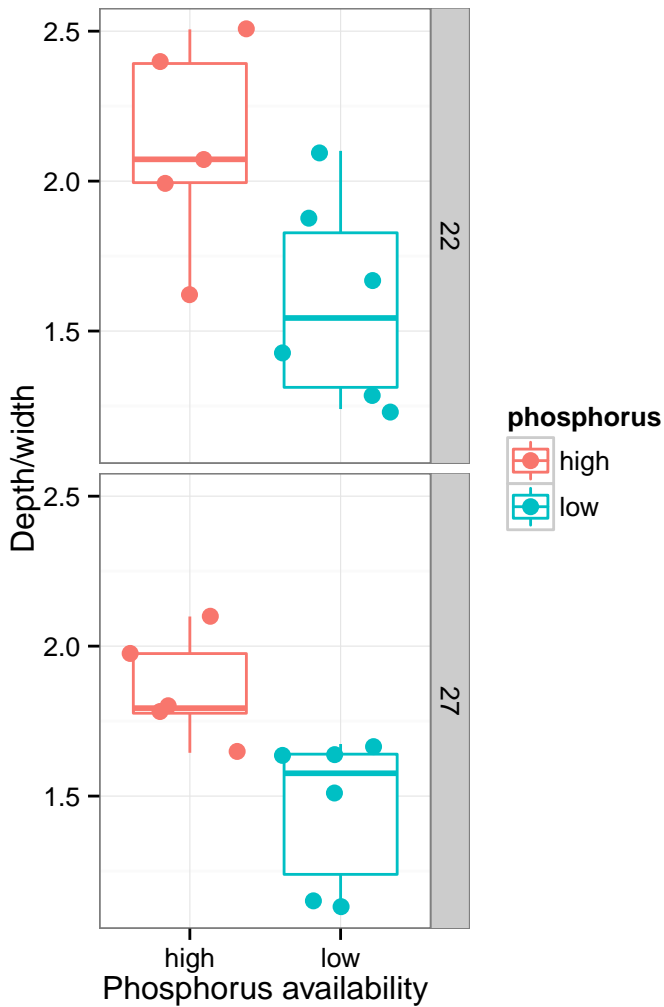 Depth/width
2.5
2.0
1.5
22
2.5
2.0
1.5
27
high
low
Phosphorus availability
phosphorus
high
low